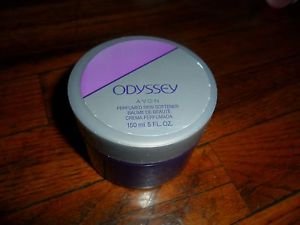 ODYSSEY
AVON
PERFUMED SKIN SOFTENER
BAUME DE BEAUTÉ
CREMA PERFUMADA
150 ml 5 FL. OZ.